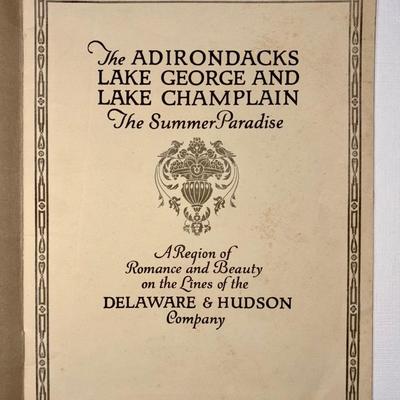 The ADIRONDACKS
LAKE GEORGE AND
LAKE CHAMPLAIN
The Summer Paradise
A Region of
Romance and Beauty
on the Lines of the
DELAWARE & HUDSON
Company